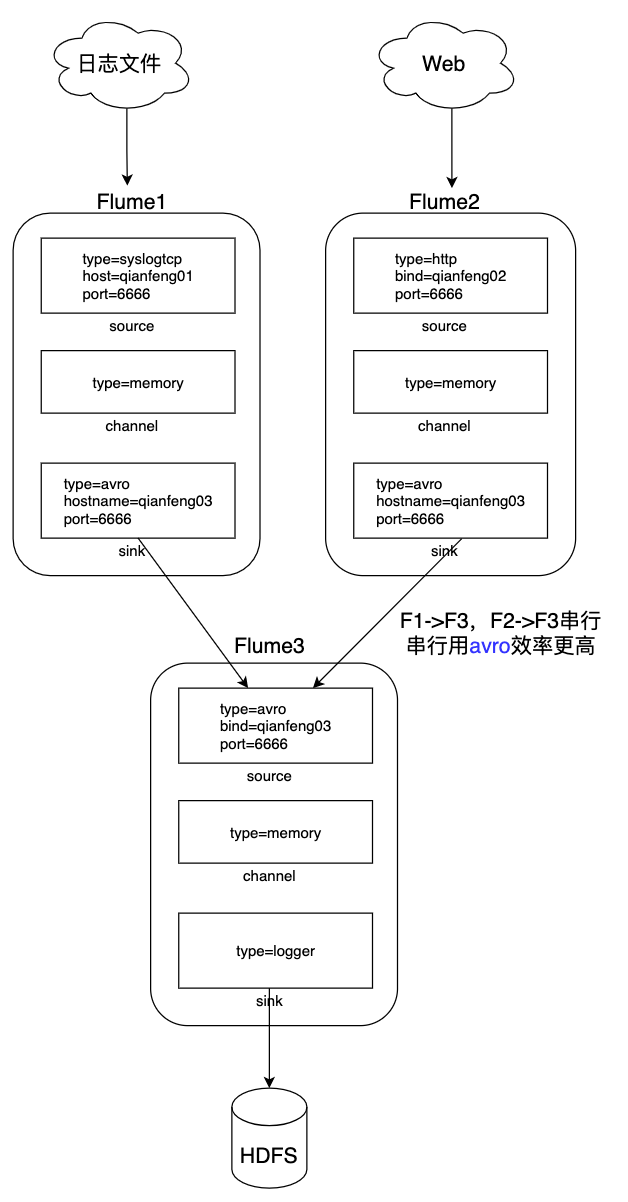 日志文件
Web
Flume1
type=syslogtcp
host=qianfeng01
port=6666
source
type=memory
channel
type=avro
hostname=qianfeng03
port=6666
sink
Flume2
type=http
bind=qianfeng02
port=6666
source
type=memory
channel
type=avro
hostname=qianfeng03
port=6666
sink
F1->F3，F2->F3串行
串行用avro效率更高
Flume3
type=avro
bind=qianfeng03
port=6666
source
type=memory
channel
type=logger
sink
HDFS